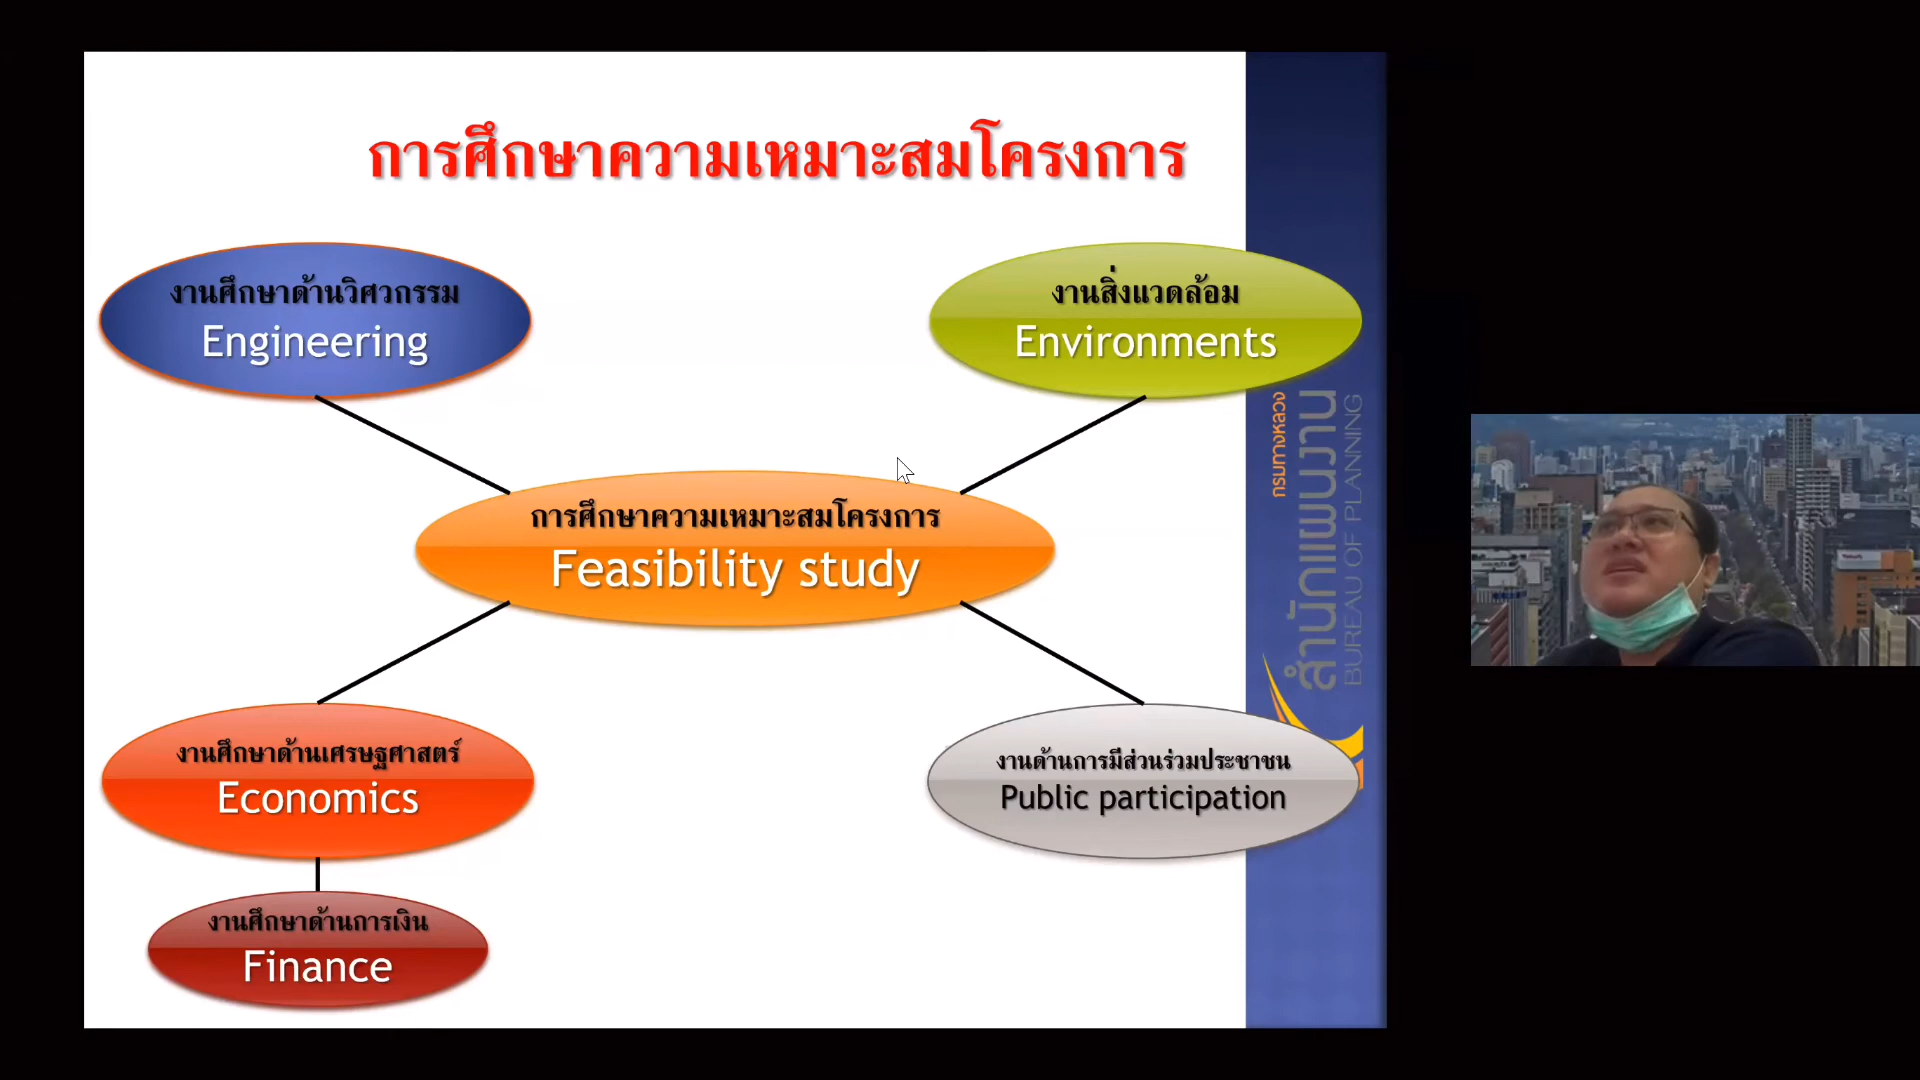 การศึกษาความเหมาะสมโครงการ
งานศึกษาด้านวิศวกรรม
Engineering
งานสิ่งแวดล้อม
Environments
การศึกษาความเหมาะสมโครงการ
Feasibility study
งานศึกษาด้านเศรษฐศาสตร์
Economics
งานด้านการมีส่วนร่วมประชาชน
Public participation
งานศึกษาด้านการเงิน
Finance
กรมทางหลวง
สำนักแผนงาน
BUREAU OF PLANNING